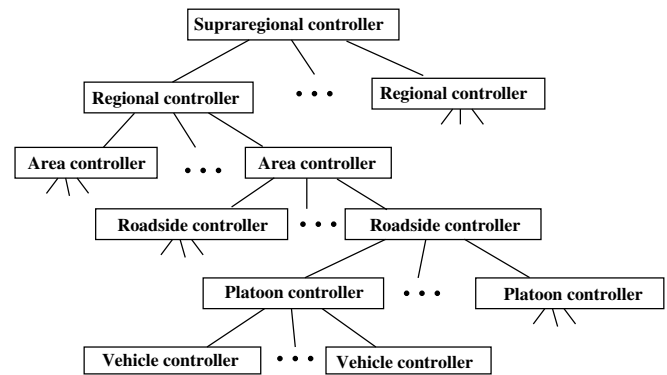 Supraregional controller
Regional controller
• • •
Regional controller
Area controller
• • •
Area controller
Roadside controller
• • •
Roadside controller
Platoon controller
• • •
Platoon controller
Vehicle controller
• • •
Vehicle controller